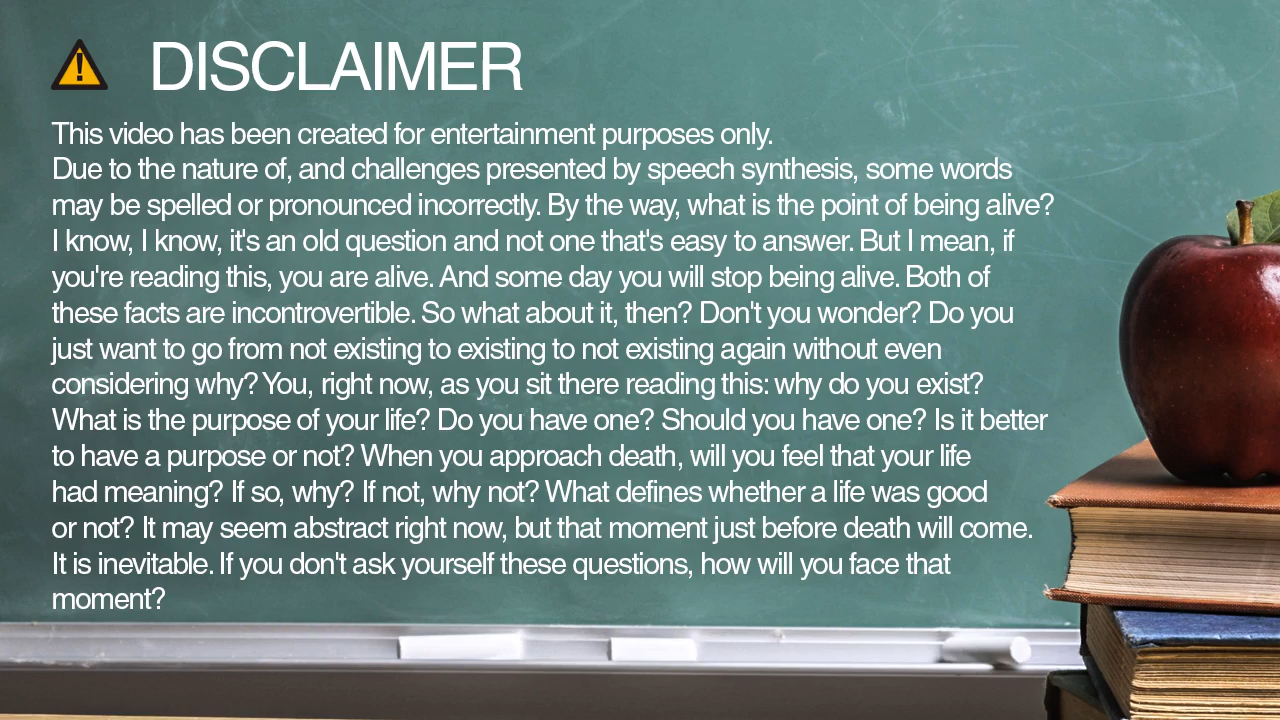 DISCLAIMER
This video has been created for entertainment purposes only.
Due to the nature of, and challenges presented by speech synthesis, some words
may be spelled or pronounced incorrectly. By the way, what is the point of being alive?
I know, I know, it's an old question and not one that's easy to answer. But I mean, if
you're reading this, you are alive. And some day you will stop being alive. Both of
these facts are incontrovertible. So what about it, then? Don't you wonder? Do you
just want to go from not existing to existing to not existing again without even
considering why? You, right now, as you sit there reading this: why do you exist?
What is the purpose of your life? Do you have one? Should you have one? Is it better
to have a purpose or not? When you approach death, will you feel that your life
had meaning? If so, why? If not, why not? What defines whether a life was good
or not? It may seem abstract right now, but that moment just before death will come.
It is inevitable. If you don't ask yourself these questions, how will you face that
moment?